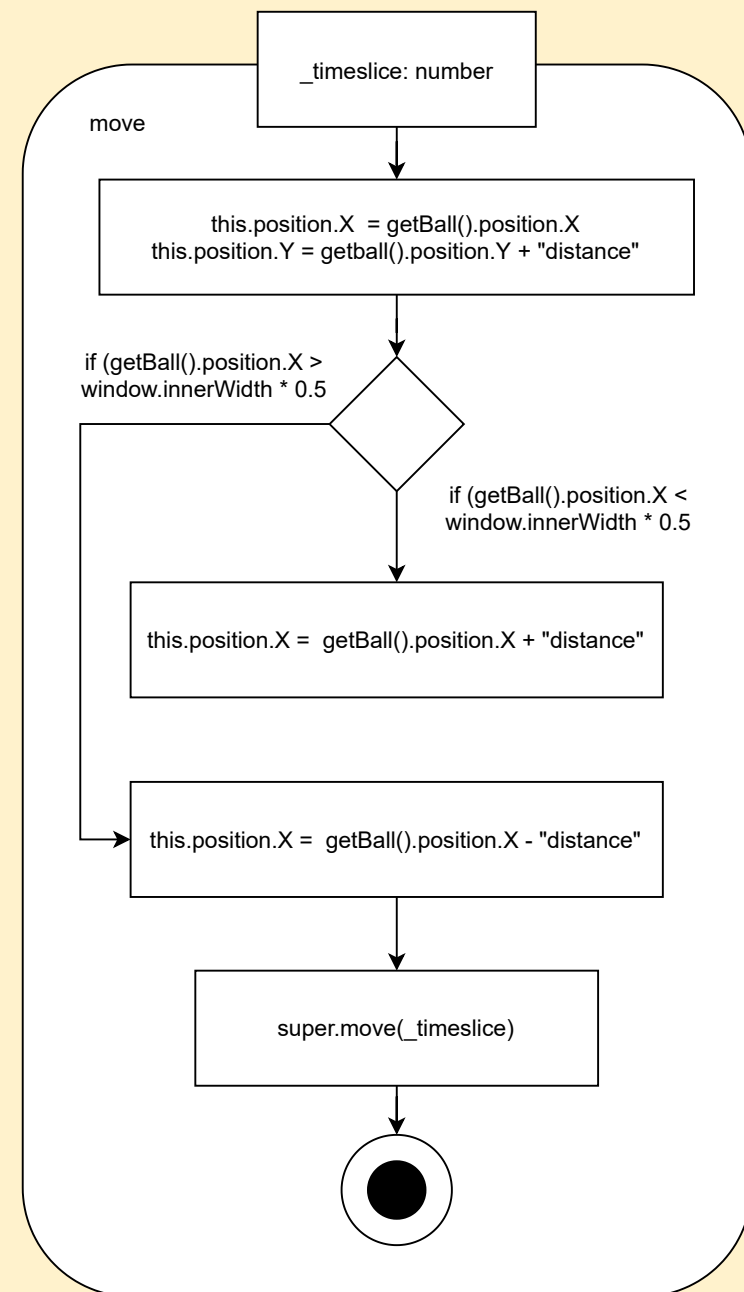 _timeslice: number
move
this.position.X  = getBall().position.X
this.position.Y = getball().position.Y + "distance"
if (getBall().position.X >
window.innerWidth * 0.5
if (getBall().position.X <
window.innerWidth * 0.5
this.position.X =  getBall().position.X + "distance"
this.position.X =  getBall().position.X - "distance"
super.move(_timeslice)